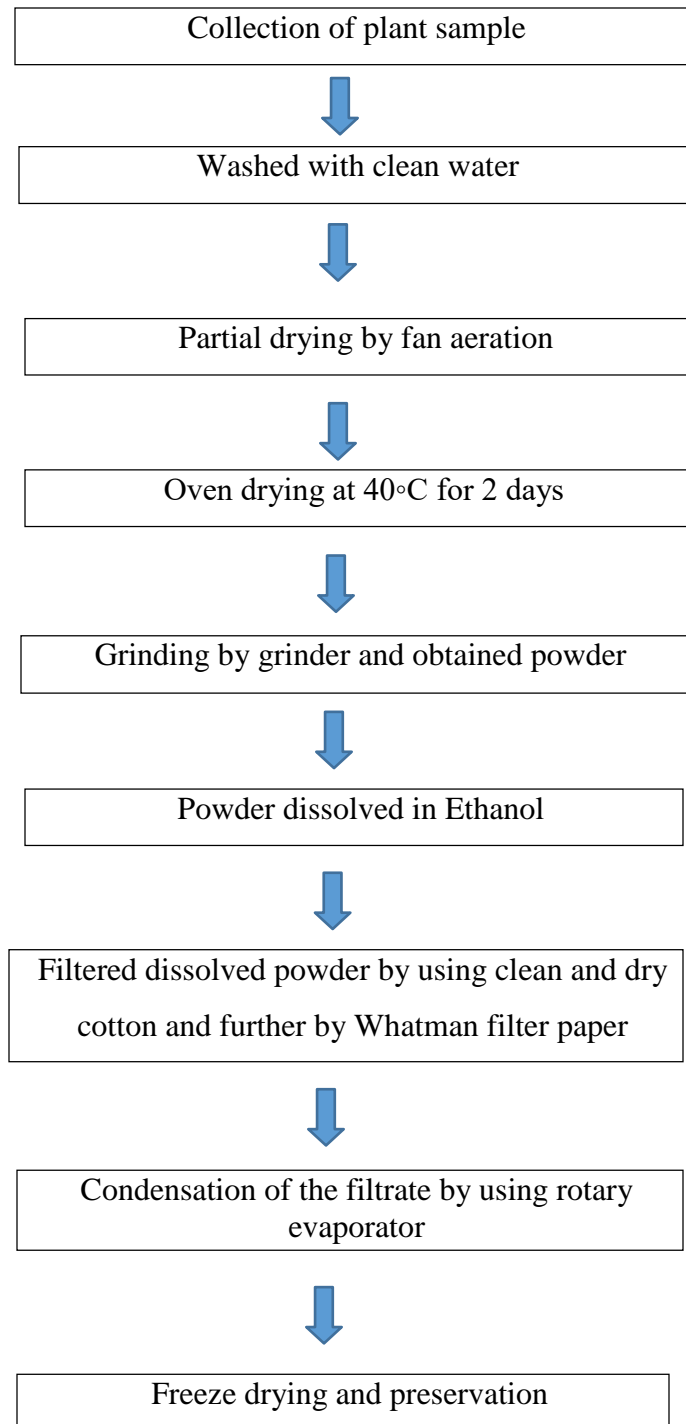 Collection of plant sample
Washed with clean water
Partial drying by fan aeration
Oven drying at 40◦C for 2 days
Grinding by grinder and obtained powder
Powder dissolved in Ethanol
Filtered dissolved powder by using clean and dry
cotton and further by Whatman filter paper
Condensation of the filtrate by using rotary
evaporator
Freeze drying and preservation